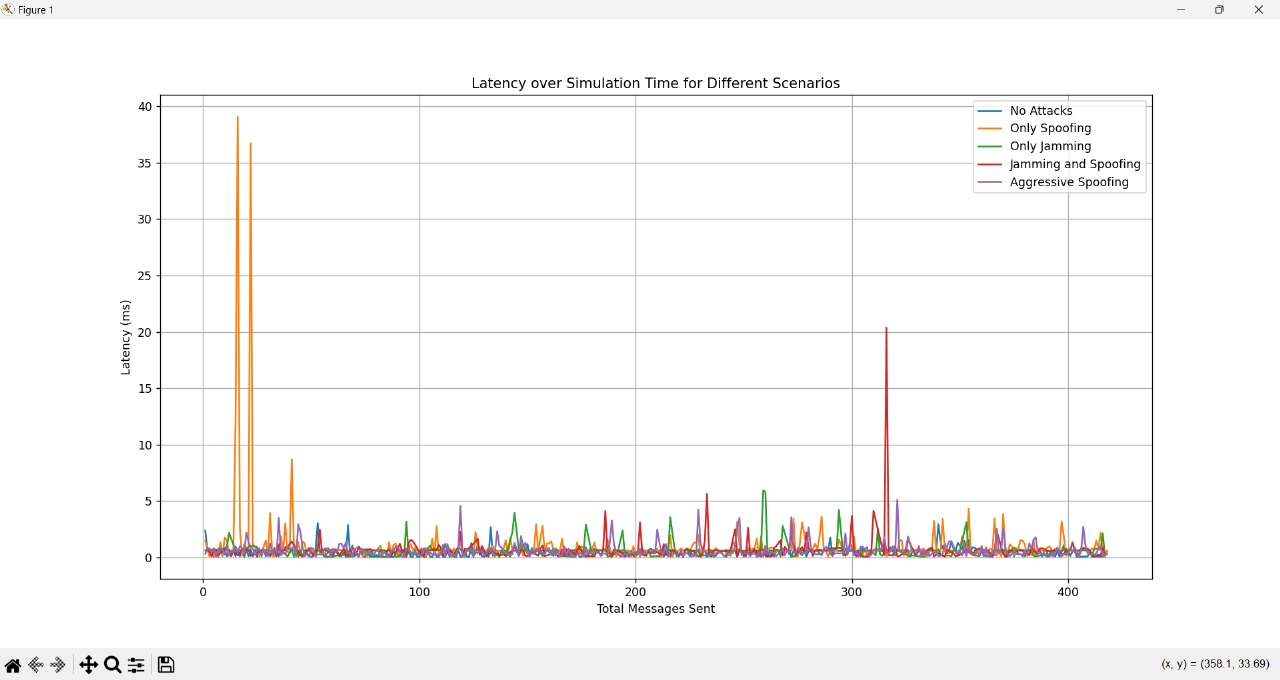 Figure 1
Latency over Simulation Time for Different Scenarios
40
35
30
25
20
15
10
5
0
Latency (ms)
No Attacks
Only Spoofing
Only Jamming
Jamming and Spoofing
Aggressive Spoofing
0 100 200 300 400
Total Messages Sent
(x, y) = (358.1, 33.69)